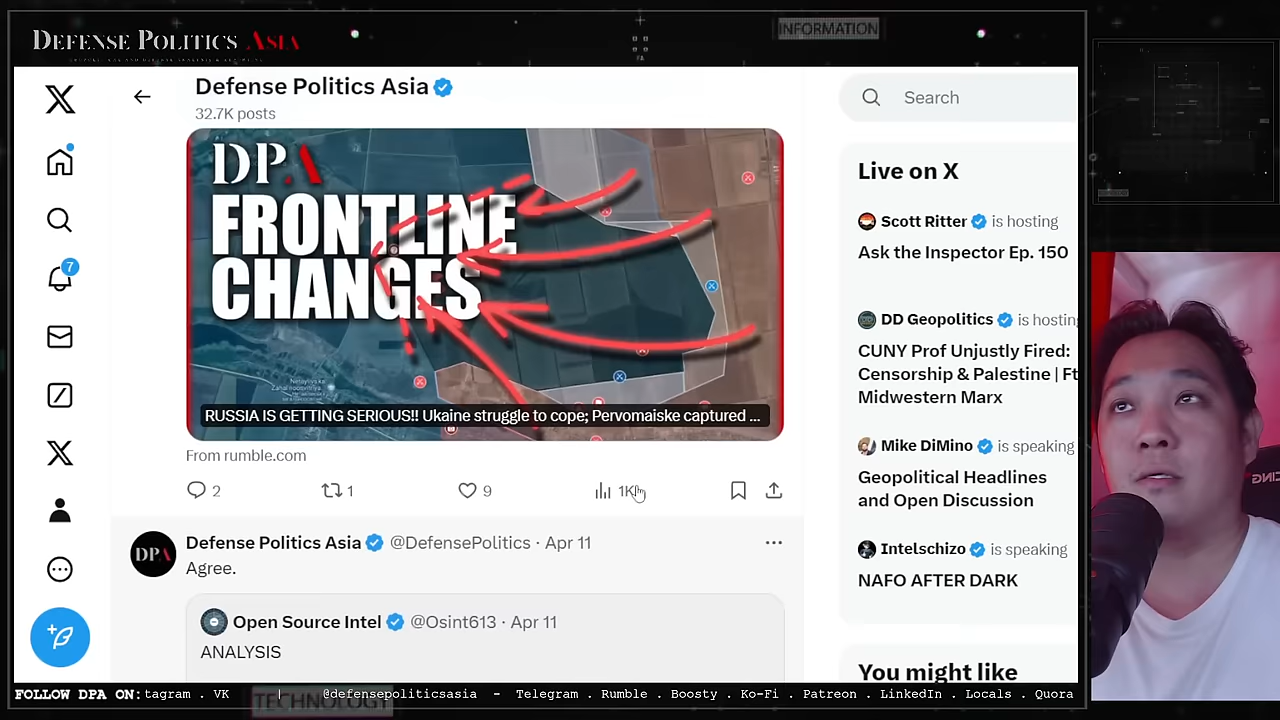 DEFENSE POLITICS ASIA
INFORMATION
Defense Politics Asia
32.7K posts
DPA
FRONTLINE
CHANGES
RUSSIA IS GETTING SERIOUS!! Ukaine struggle to cope; Pervomaiske captured ...
From rumble.com
2
1
9
1K
Defense Politics Asia @DefensePolitics · Apr 11
Agree.
DPA
Open Source Intel @Osint613 · Apr 11
ANALYSIS
7
Search
Live on X
Scott Ritter is hosting
Ask the Inspector Ep. 150
DD Geopolitics is hosting
CUNY Prof Unjustly Fired:
Censorship & Palestine | Ft
Midwestern Marx
Mike DiMino is speaking
Geopolitical Headlines
and Open Discussion
Intelschizo is speaking
NAFO AFTER DARK
You might like
FOLLOW DPA ON: tagram . VK | @defensepoliticsasia - Telegram . Rumble . Boosty . Ko-Fi . Patreon . LinkedIn . Locals . Quora
TECHNOLOGY